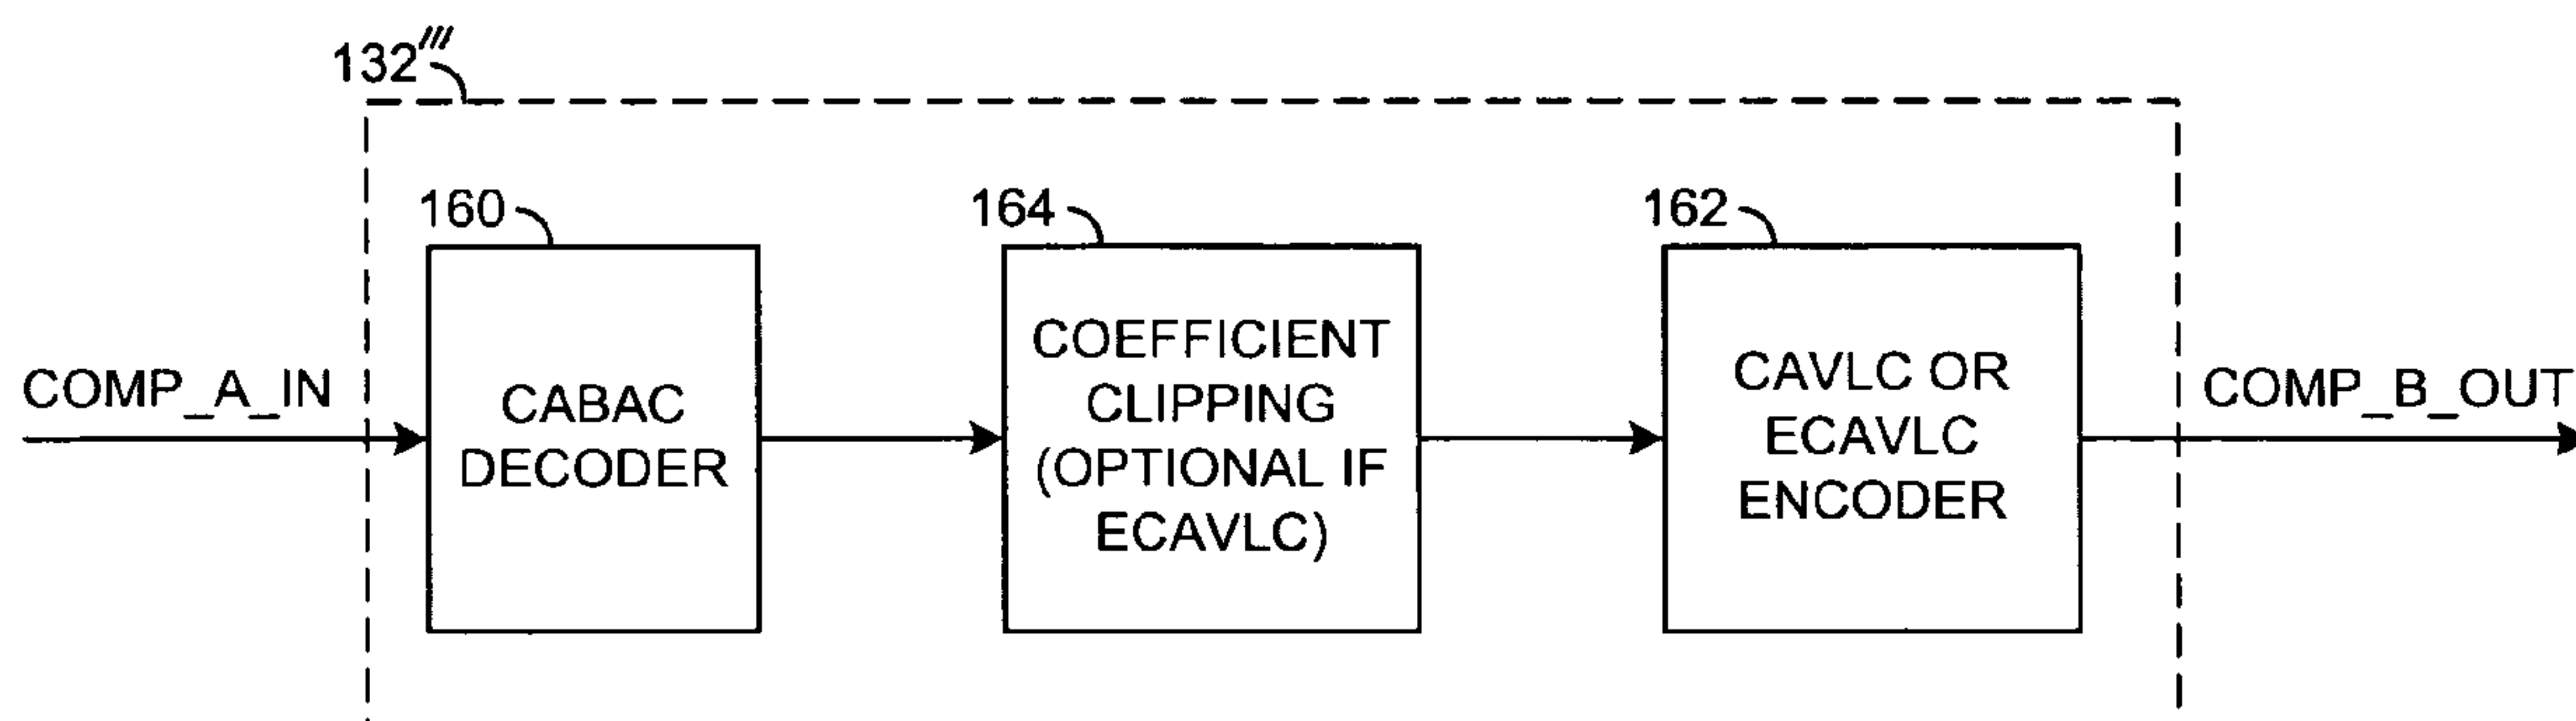 132'''
160
164
162
COMP_A_IN
CABAC
DECODER
COEFFICIENT
CLIPPING
(OPTIONAL IF
ECAVLC)
CAVLC OR
ECAVLC
ENCODER
COMP_B_OUT